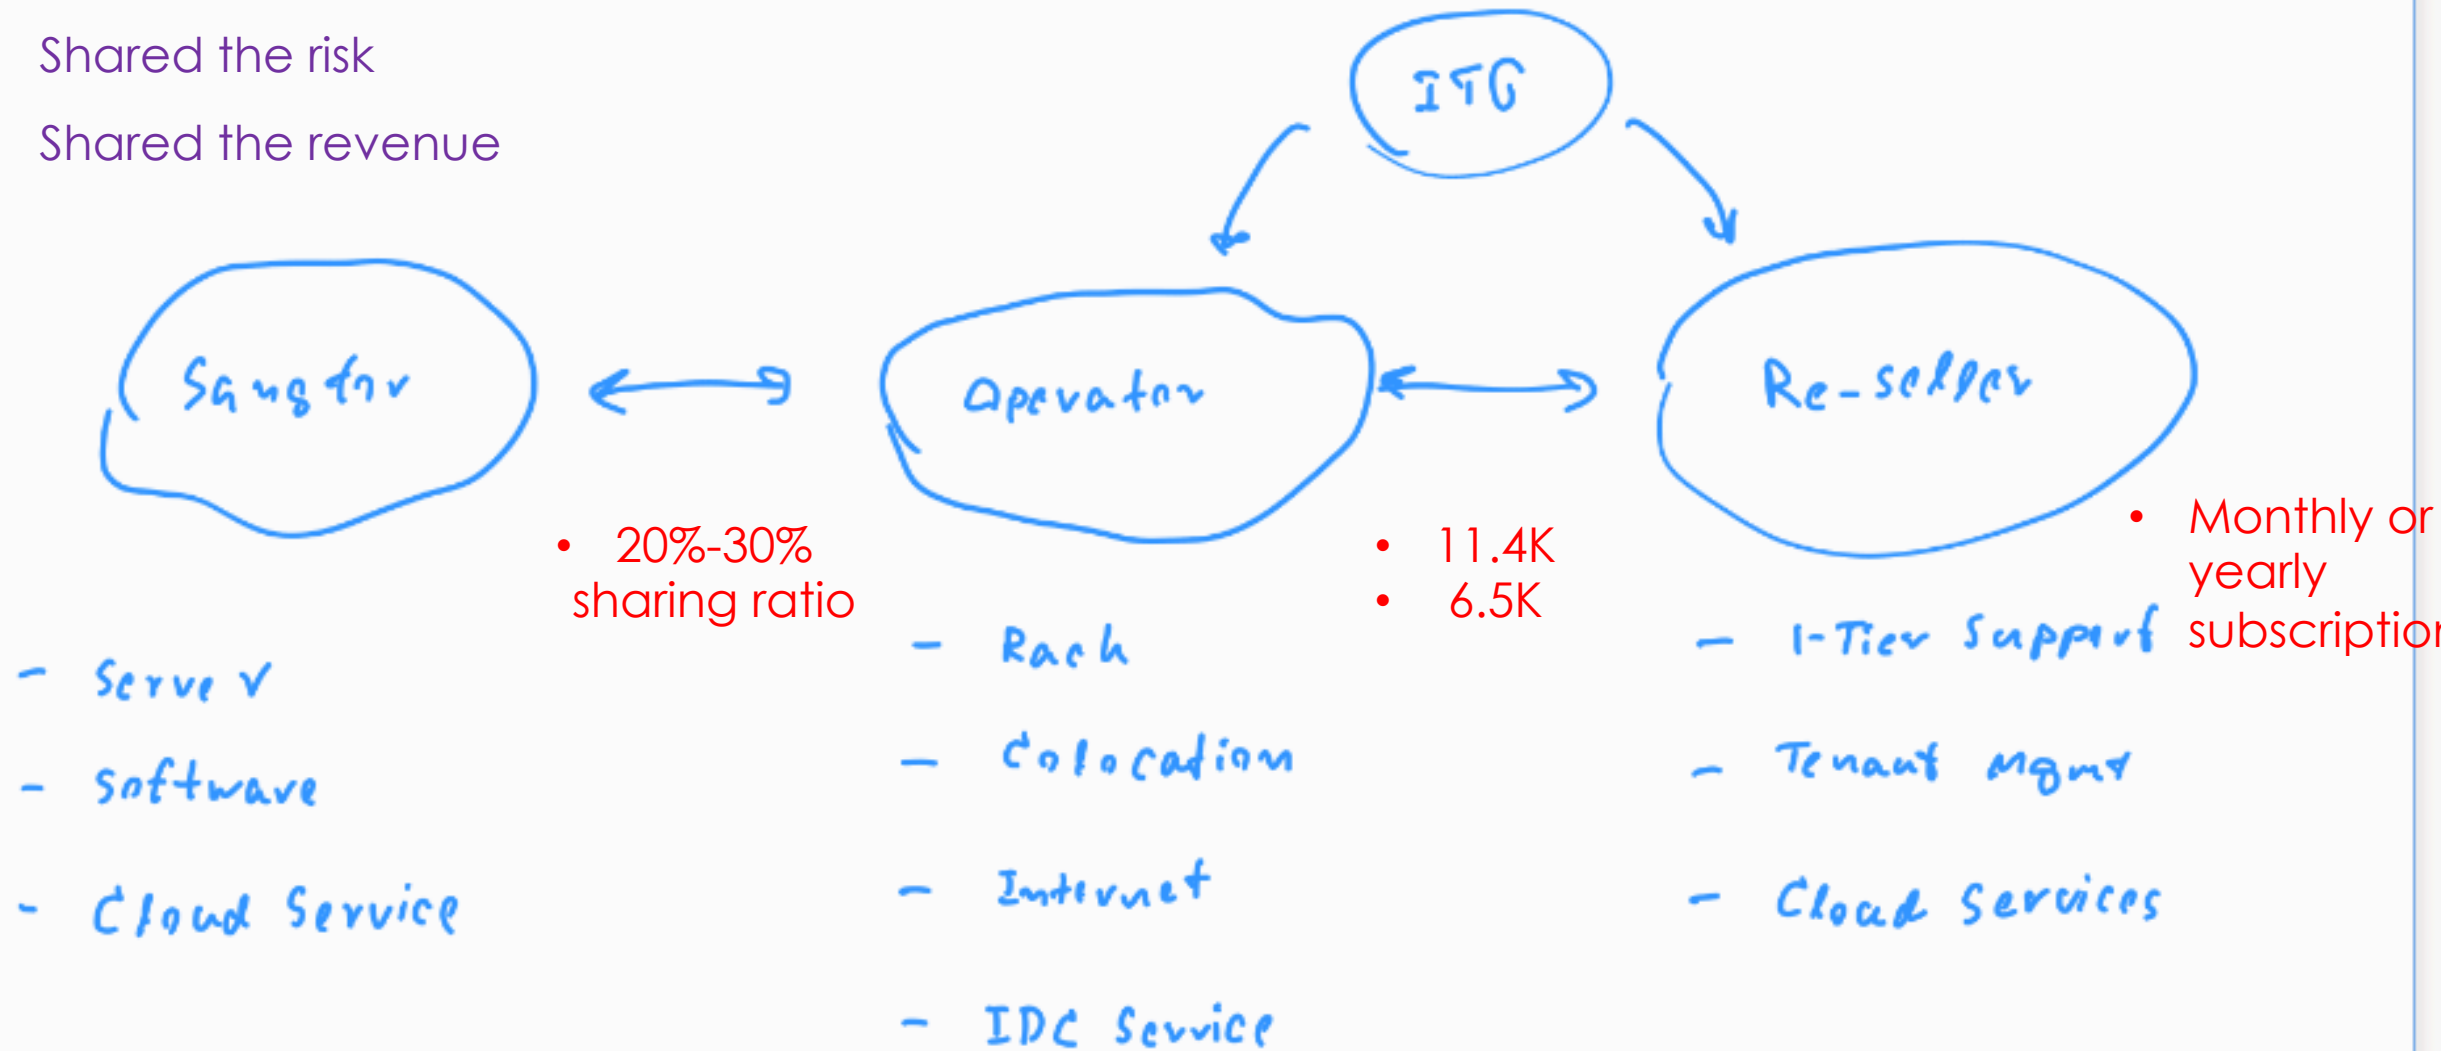 Shared the risk
Shared the revenue
ITG
Sangfor
Operator
Re-seller
• 20%-30%
sharing ratio
• 11.4K
• 6.5K
• Monthly or
yearly
subscription
- Server
- Software
- Cloud Service
- Rack
- Colocation
- Internet
- IDC Service
- 1-Tier Support
- Tenant Mgmt
- Cloud Services